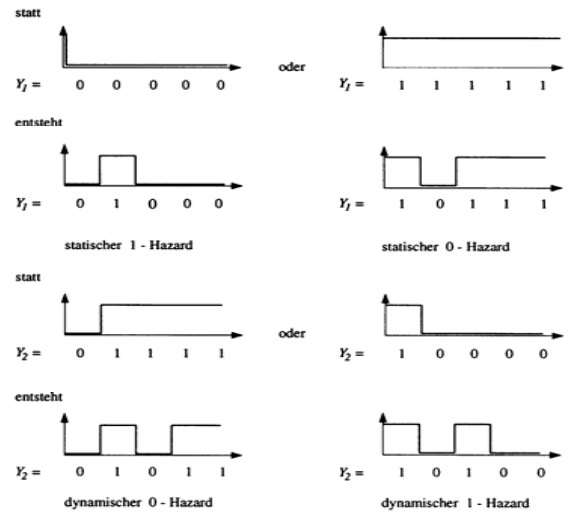 statt
oder
Y1 = 0 0 0 0 0
Y1 = 1 1 1 1 1
entsteht
Y1 = 0 1 0 0 0
Y1 = 1 0 1 1 1
statischer 1 - Hazard
statischer 0 - Hazard
statt
oder
Y2 = 0 1 1 1 1
Y2 = 1 0 0 0 0
entsteht
Y2 = 0 1 0 1 1
Y2 = 1 0 1 0 0
dynamischer 0 - Hazard
dynamischer 1 - Hazard